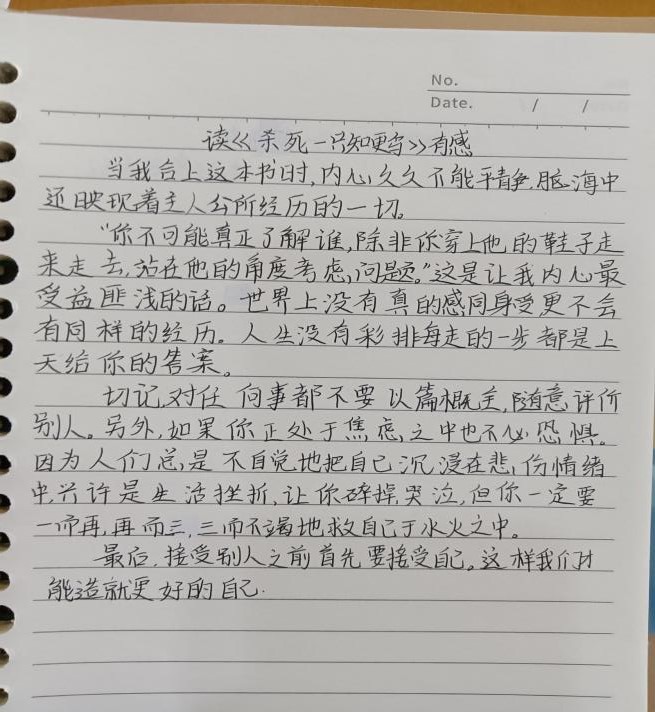 No.
Date. / /
读《杀死一只知更鸟》有感
当我合上这本书时,内心久久不能平静,脑海中
还映现着主人公所经历的一切。
“你不可能真正了解谁,除非你穿上他的鞋子走
来走去,站在他的角度考虑问题。”这是让我内心最
受益匪浅的话。世界上没有真的感同身受更不会
有同样的经历。人生没有彩排每走的一步都是上
天给你的答案。
切记,对任何事都不要以篇概全,随意评价
别人。另外,如果你正处于焦虑之中也不必恐惧。
因为人们总是不自觉地把自己沉浸在悲伤情绪
中,兴许是生活挫折,让你碎掉,哭泣,但你一定要
一而再,再而三,三而不竭地救自己于水火之中。
最后,接受别人之前首先要接受自己。这样我们才
能造就更好的自己.